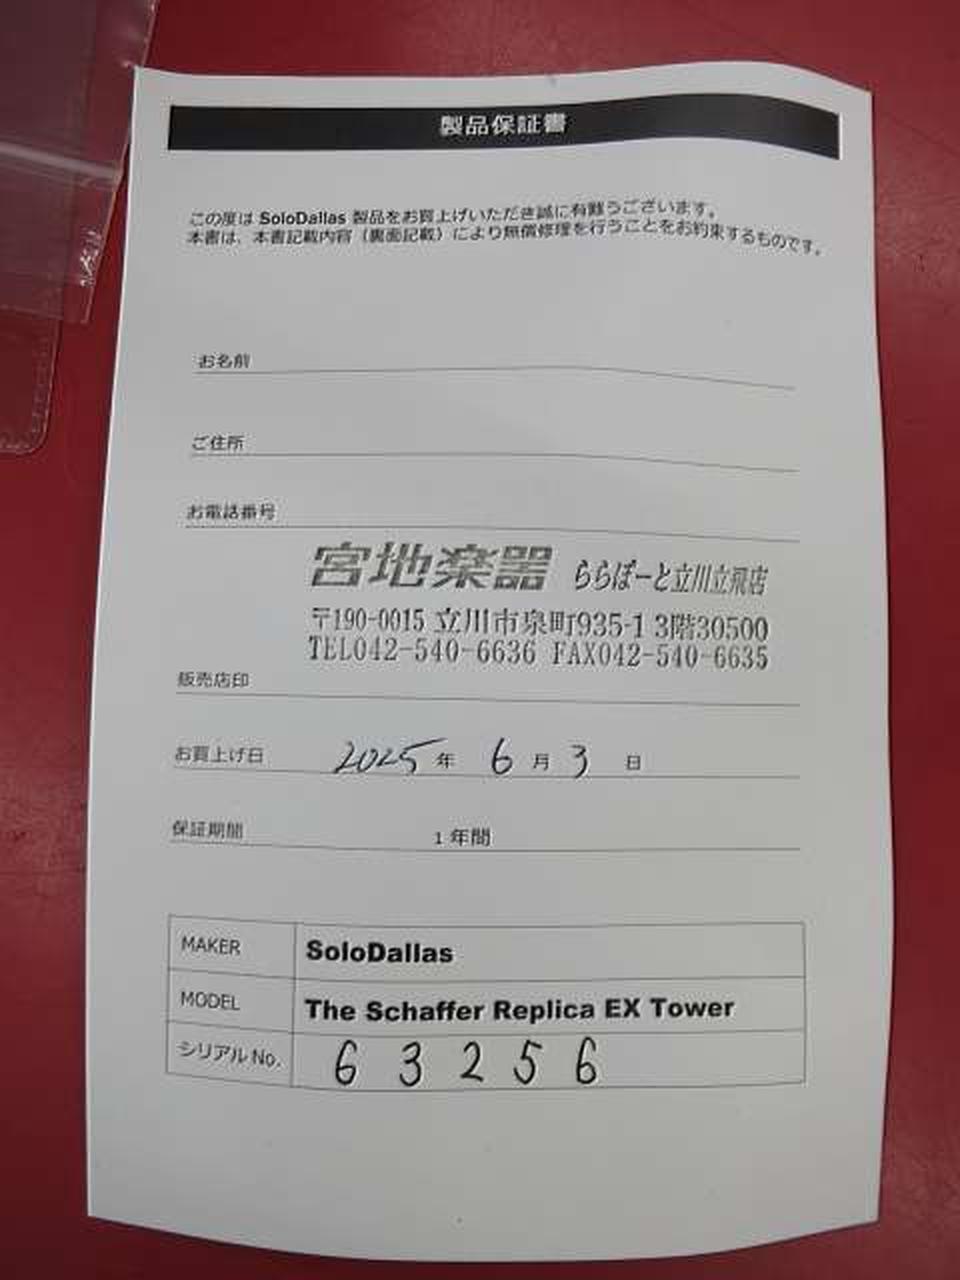 製品保証書
この度は SoloDallas 製品をお買上げいただき誠に有難うございます。
本書は、本書記載内容（裏面記載）により無償修理を行うことをお約束するものです。
お名前
ご住所
お電話番号
宮地楽器 ららぽーと立川立飛店
〒190-0015 立川市泉町935-1 3階30500
TEL042-540-6636 FAX042-540-6635
販売店印
お買上げ日 2025 年 6 月 3 日
保証期間 1 年間
MAKER SoloDallas
MODEL The Schaffer Replica EX Tower
シリアル No. 6 3 2 5 6